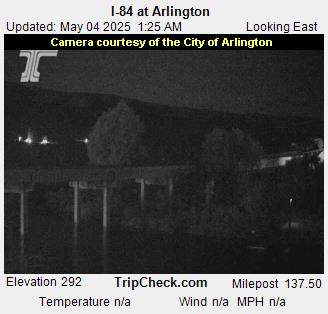 I-84 at Arlington
Updated: May 04 2025 1:25 AM Looking East
Camera courtesy of the City of Arlington
Elevation 292 TripCheck.com Milepost 137.50
Temperature n/a Wind n/a MPH n/a